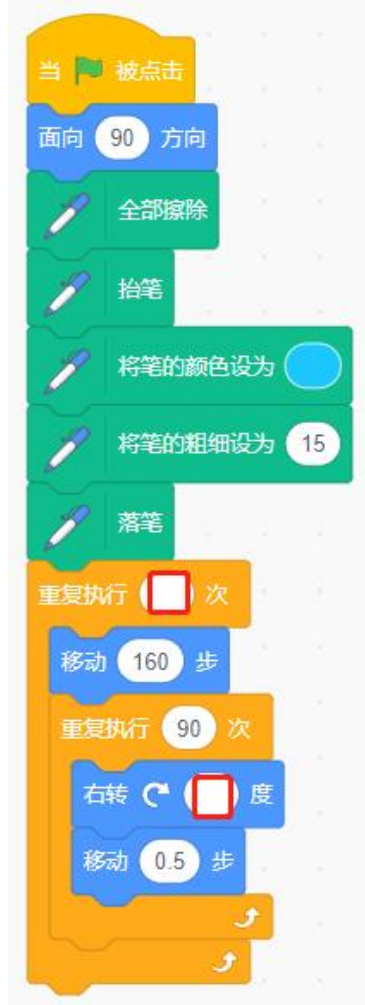 当 被点击
面向 90 方向
全部擦除
抬笔
将笔的颜色设为
将笔的粗细设为 15
落笔
重复执行 次
移动 160 步
重复执行 90 次
右转 度
移动 0.5 步